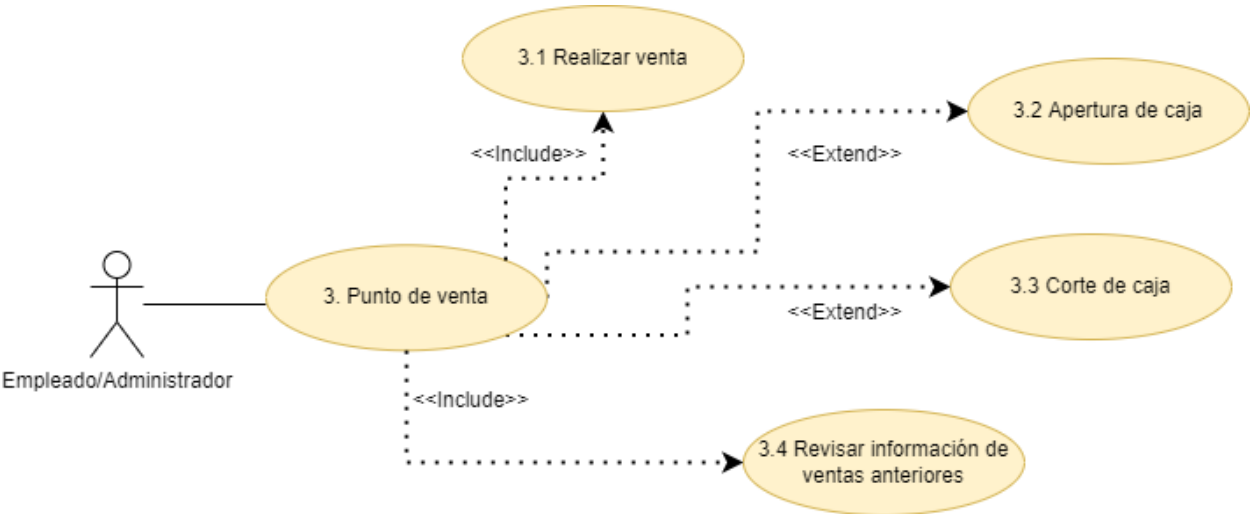 3.1 Realizar venta
3.2 Apertura de caja
<<Include>>
<<Extend>>
3. Punto de venta
3.3 Corte de caja
<<Extend>>
Empleado/Administrador
<<Include>>
3.4 Revisar información de
ventas anteriores